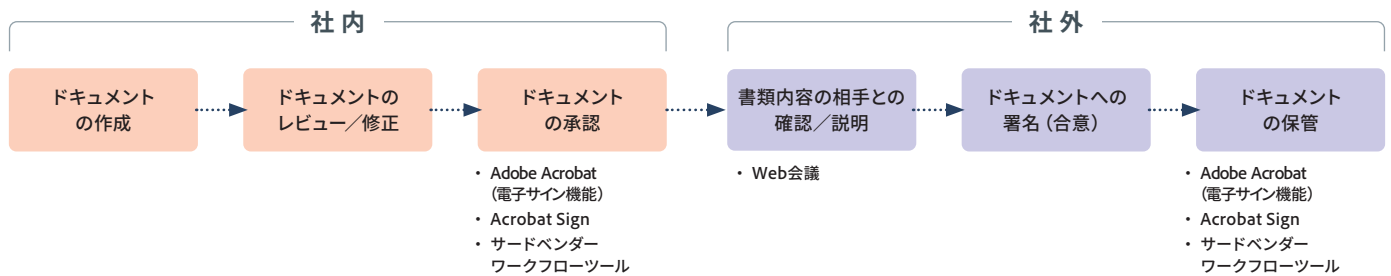 社内
社外
ドキュメント
の作成
ドキュメントの
レビュー／修正
ドキュメント
の承認
書類内容の相手との
確認／説明
ドキュメントへの
署名（合意）
ドキュメント
の保管
・ Adobe Acrobat
（電子サイン機能）
・ Acrobat Sign
・ サードベンダー
ワークフローツール
・ Web会議
・ Adobe Acrobat
（電子サイン機能）
・ Acrobat Sign
・ サードベンダー
ワークフローツール